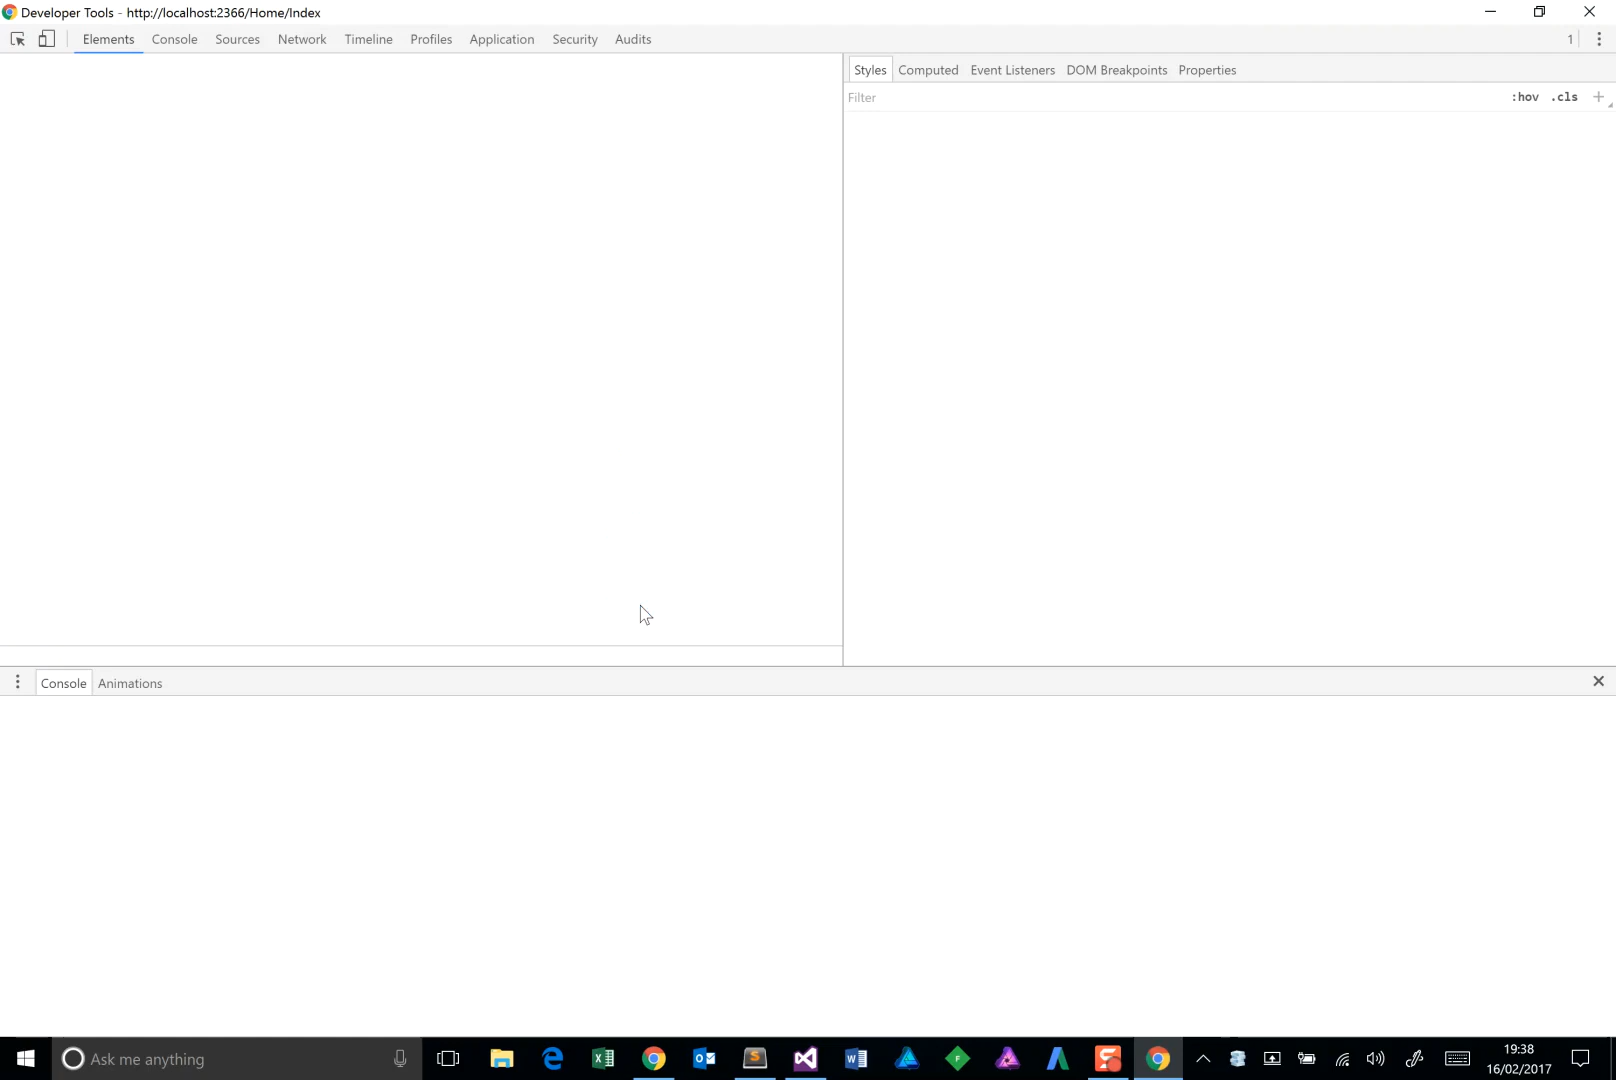 Developer Tools - http://localhost:2366/Home/Index
Elements Console Sources Network Timeline Profiles Application Security Audits 1
Styles Computed Event Listeners DOM Breakpoints Properties
Filter :hov .cls +
Console Animations
Ask me anything
19:38
16/02/2017